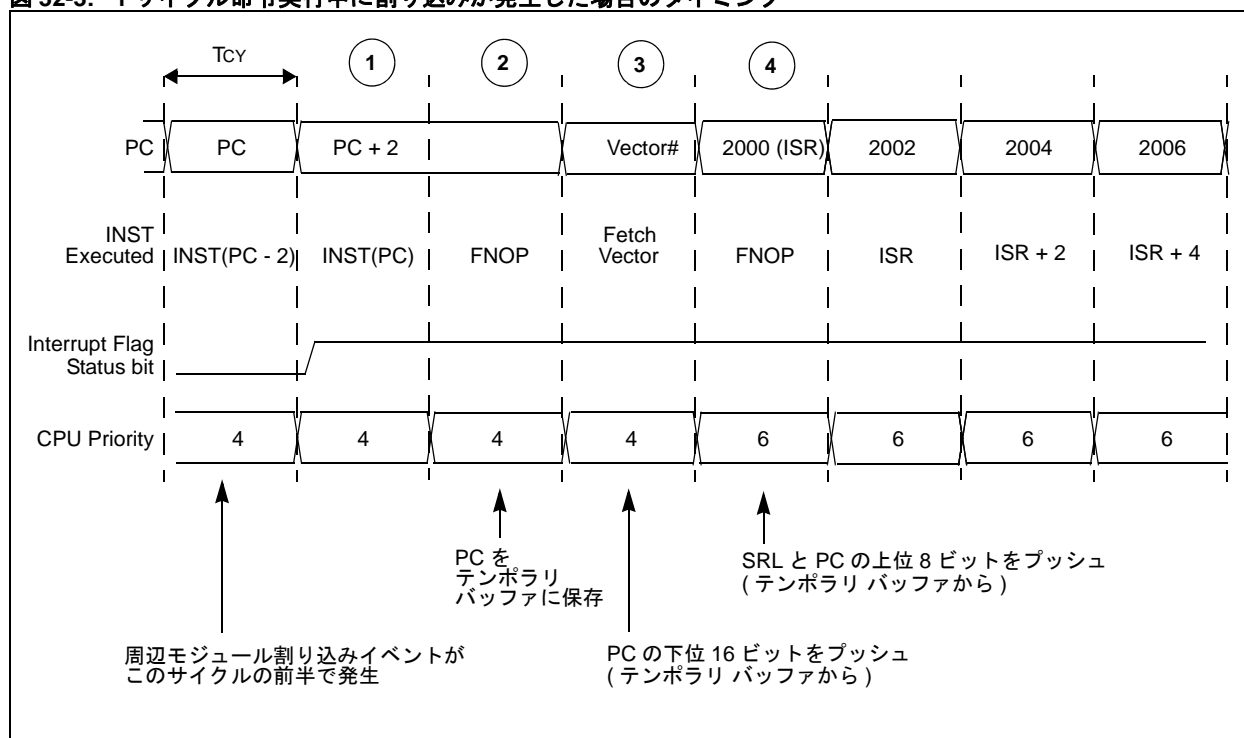 TCY
1 2 3 4
PC PC PC + 2 Vector# 2000 (ISR) 2002 2004 2006
INST
Executed
INST(PC - 2) INST(PC) FNOP
Fetch
Vector
FNOP ISR ISR + 2 ISR + 4
Interrupt Flag
Status bit
CPU Priority 4 4 4 4 6 6 6 6
PC を
テンポラリ
バッファに保存
SRL と PC の上位 8 ビットをプッシュ
( テンポラリ バッファから )
周辺モジュール割り込みイベントが
このサイクルの前半で発生
PC の下位 16 ビットをプッシュ
( テンポラリ バッファから )